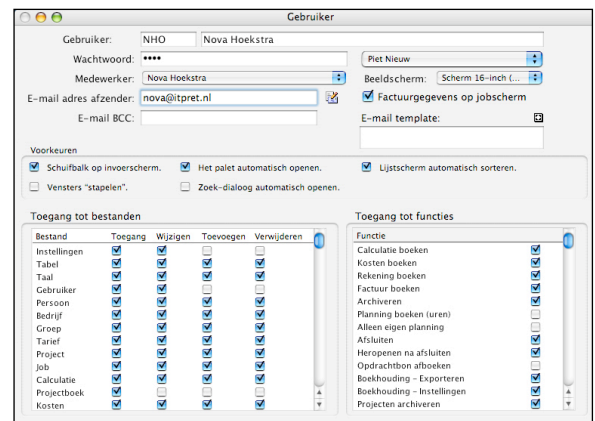 Gebruiker
Gebruiker: NHO Nova Hoekstra
Wachtwoord: •••• Piet Nieuw
Medewerker: Nova Hoekstra Beeldscherm: Scherm 16-inch (...
E-mail adres afzender: nova@itpret.nl Factuurgegevens op jobscherm
E-mail BCC: E-mail template:
Voorkeuren
Schuifbalk op invoerscherm. Het palet automatisch openen. Lijstscherm automatisch sorteren.
Vensters "stapelen". Zoek-dialoog automatisch openen.
Toegang tot bestanden
Bestand Toegang Wijzigen Toevoegen Verwijderen
Instellingen
Tabel
Taal
Gebruiker
Persoon
Bedrijf
Groep
Tarief
Project
Job
Calculatie
Projectboek
Kosten
Toegang tot functies
Functie
Calculatie boeken
Kosten boeken
Rekening boeken
Factuur boeken
Archiveren
Planning boeken (uren)
Alleen eigen planning
Afsluiten
Heropenen na afsluiten
Opdrachtbon afboeken
Boekhouding - Exporteren
Boekhouding - Instellingen
Projecten archiveren